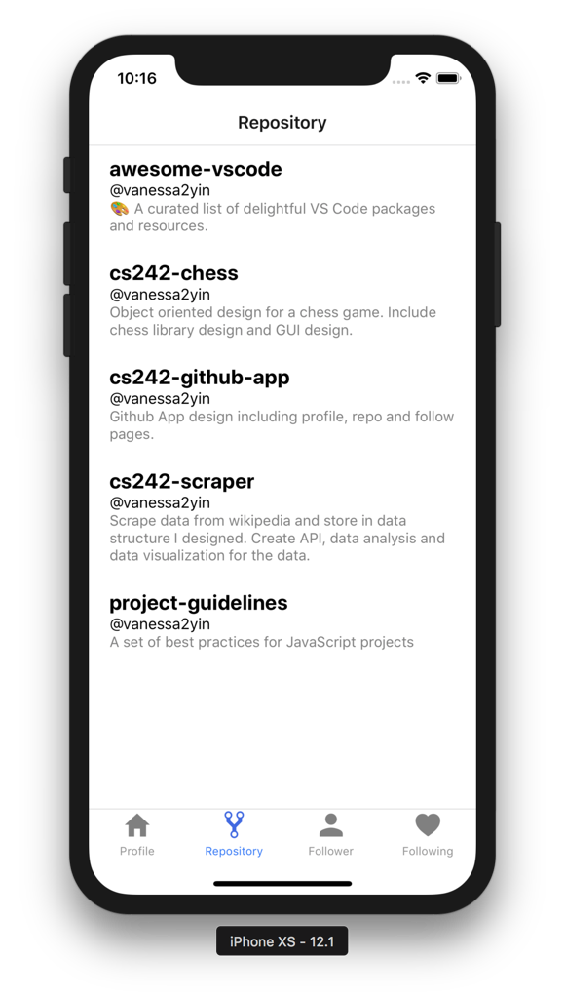 10:16
Repository
awesome-vscode
@vanessa2yin
🎨 A curated list of delightful VS Code packages
and resources.
cs242-chess
@vanessa2yin
Object oriented design for a chess game. Include
chess library design and GUI design.
cs242-github-app
@vanessa2yin
Github App design including profile, repo and follow
pages.
cs242-scraper
@vanessa2yin
Scrape data from wikipedia and store in data
structure I designed. Create API, data analysis and
data visualization for the data.
project-guidelines
@vanessa2yin
A set of best practices for JavaScript projects
Profile Repository Follower Following
iPhone XS - 12.1